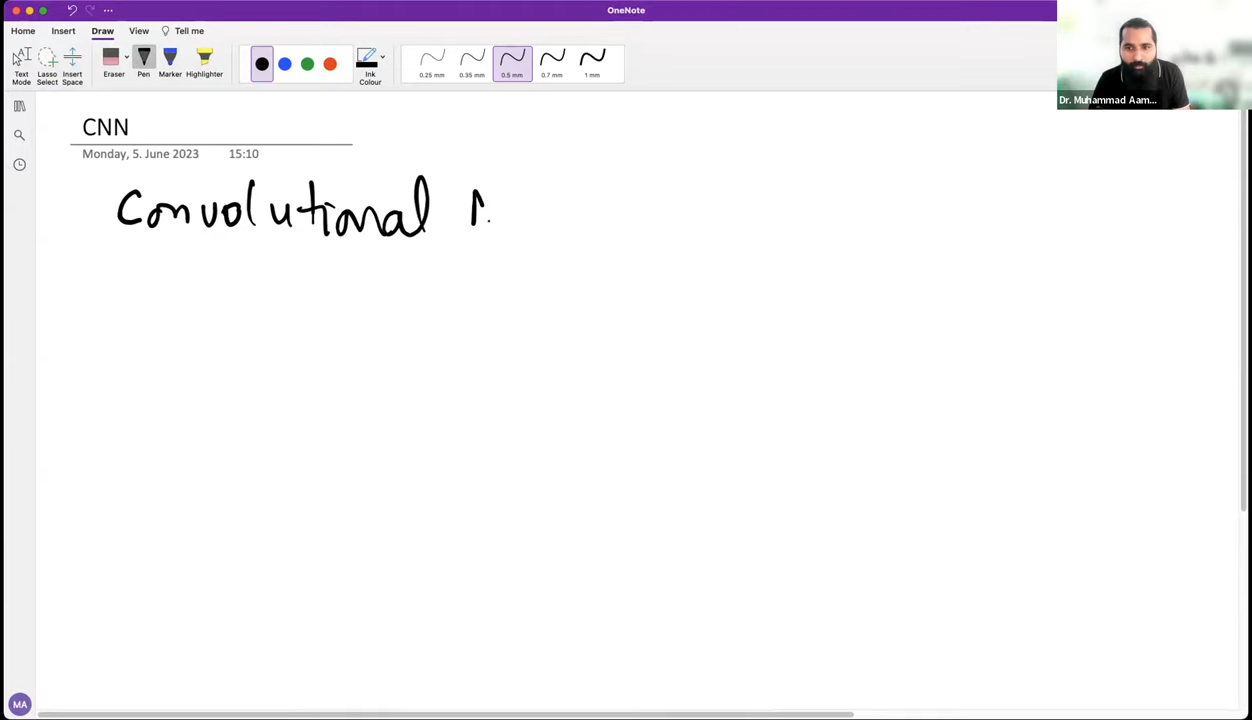 OneNote
Home Insert Draw View Tell me
Text Mode Lasso Select Insert Space Eraser Pen Marker Highlighter Ink Colour 0.25 mm 0.35 mm 0.5 mm 0.7 mm 1 mm
Dr. Muhammad Aam...
CNN
Monday, 5. June 2023 15:10
Convolutional
MA